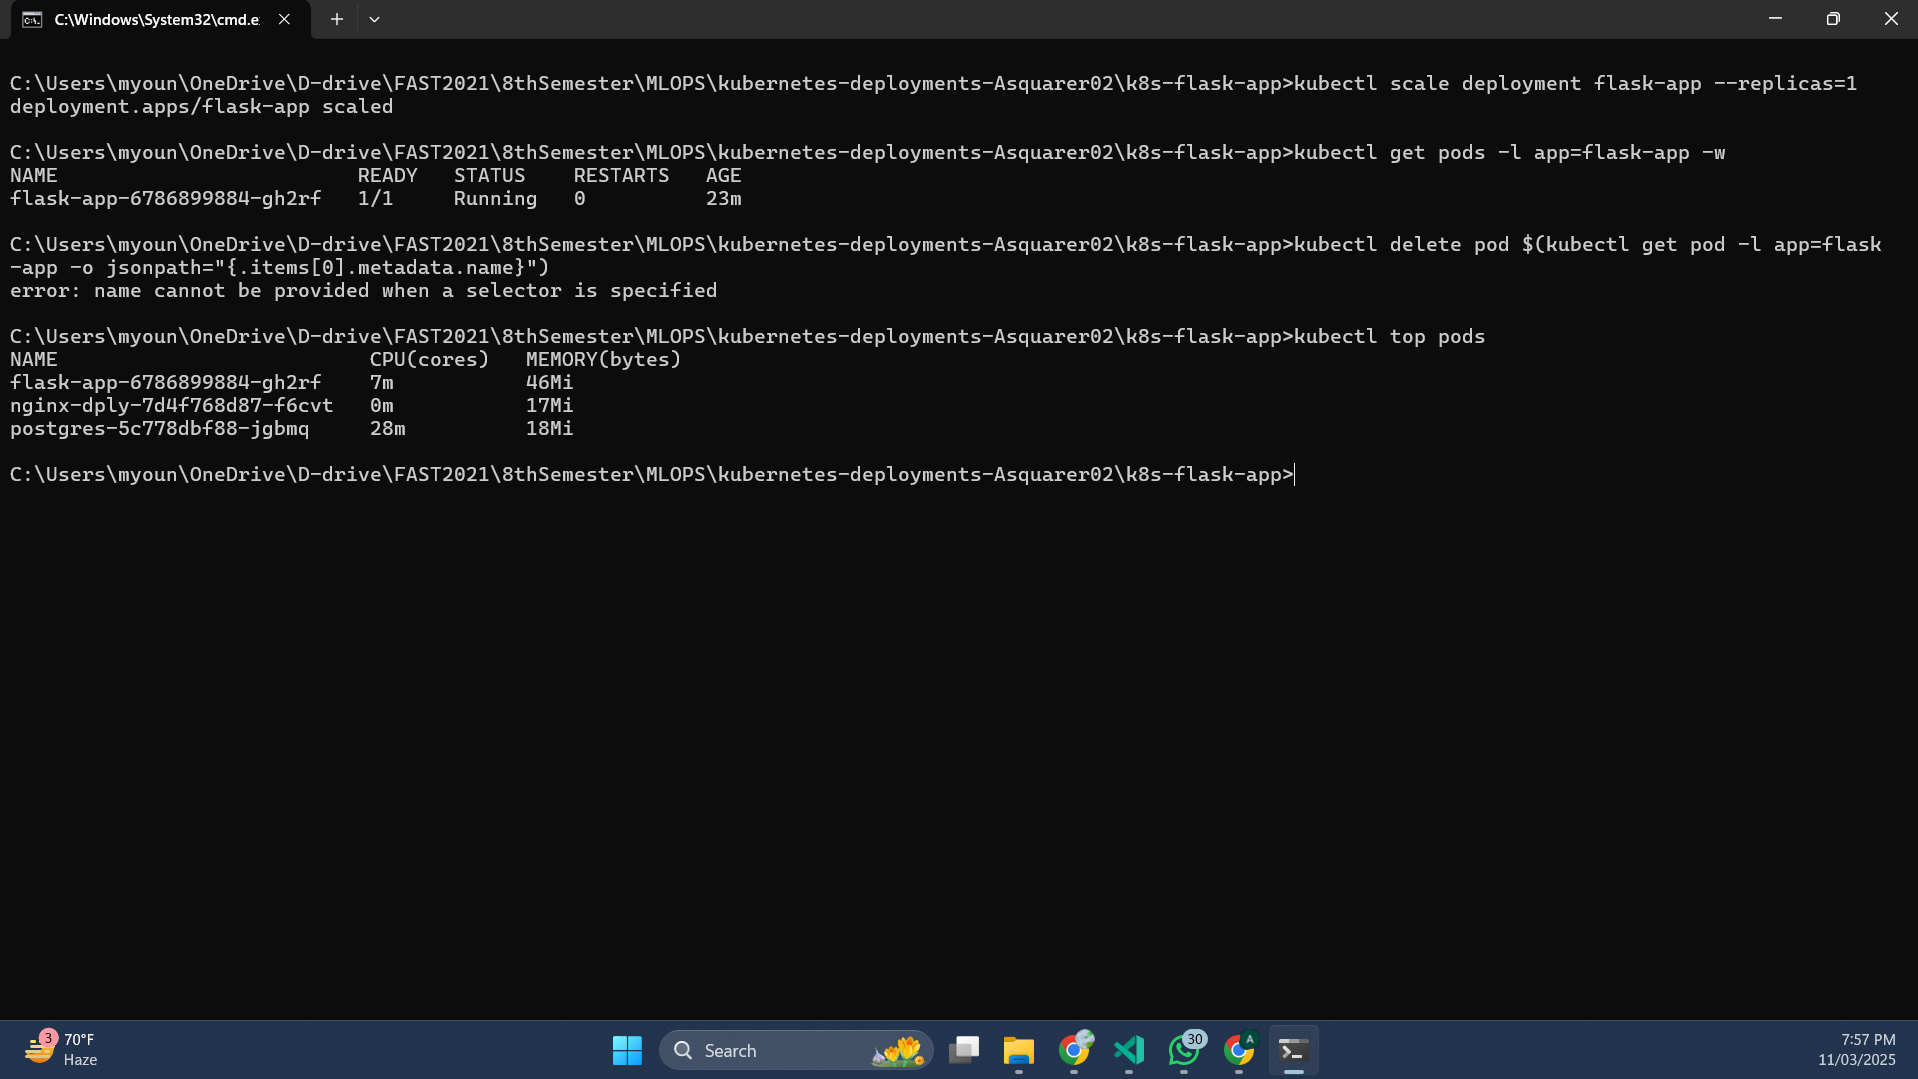 C:\Windows\System32\cmd.e
C:\Users\myoun\OneDrive\D-drive\FAST2021\8thSemester\MLOPS\kubernetes-deployments-Asquarer02\k8s-flask-app>kubectl scale deployment flask-app --replicas=1
deployment.apps/flask-app scaled
C:\Users\myoun\OneDrive\D-drive\FAST2021\8thSemester\MLOPS\kubernetes-deployments-Asquarer02\k8s-flask-app>kubectl get pods -l app=flask-app -w
NAME READY STATUS RESTARTS AGE
flask-app-6786899884-gh2rf 1/1 Running 0 23m
C:\Users\myoun\OneDrive\D-drive\FAST2021\8thSemester\MLOPS\kubernetes-deployments-Asquarer02\k8s-flask-app>kubectl delete pod $(kubectl get pod -l app=flask
-app -o jsonpath="{.items[0].metadata.name}")
error: name cannot be provided when a selector is specified
C:\Users\myoun\OneDrive\D-drive\FAST2021\8thSemester\MLOPS\kubernetes-deployments-Asquarer02\k8s-flask-app>kubectl top pods
NAME CPU(cores) MEMORY(bytes)
flask-app-6786899884-gh2rf 7m 46Mi
nginx-dply-7d4f768d87-f6cvt 0m 17Mi
postgres-5c778dbf88-jgbmq 28m 18Mi
C:\Users\myoun\OneDrive\D-drive\FAST2021\8thSemester\MLOPS\kubernetes-deployments-Asquarer02\k8s-flask-app>
3 70°F
Haze
Search
30
A
7:57 PM
11/03/2025